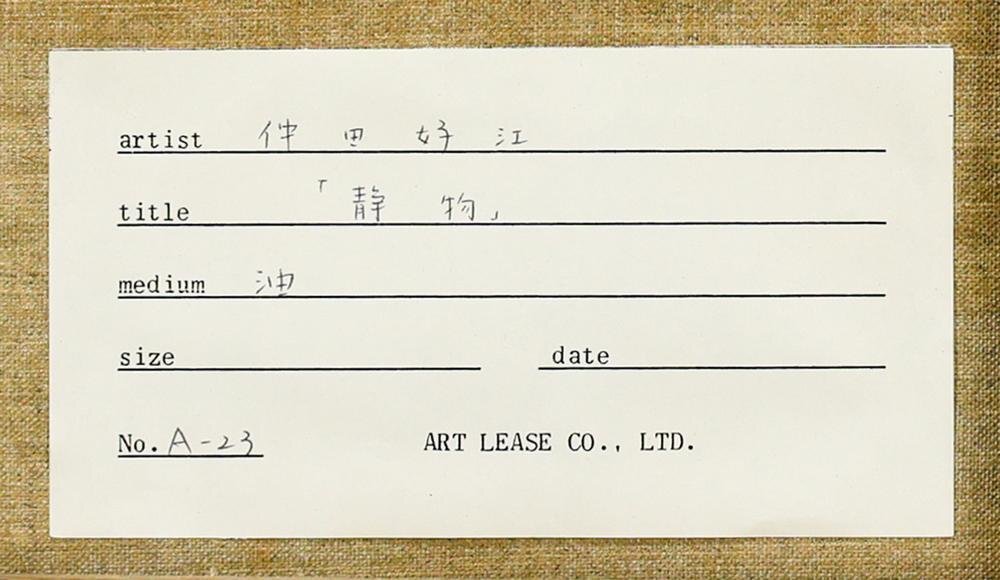 artist 仲田好江
title 「静物」
medium 油
size date
No. A-23 ART LEASE CO., LTD.